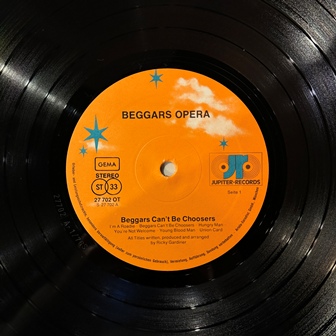 BEGGARS OPERA
GEMA
STEREO
ST 33
27 702 OT
JUPITER-RECORDS
Seite 1
Beggars Can't Be Choosers
I'm A Roadie · Beggars Can't Be Choosers · Hungry Man
You're Not Welcome · Young Blood Man · Simon Card
All Titles written, produced and arranged
by Ricky Gardiner